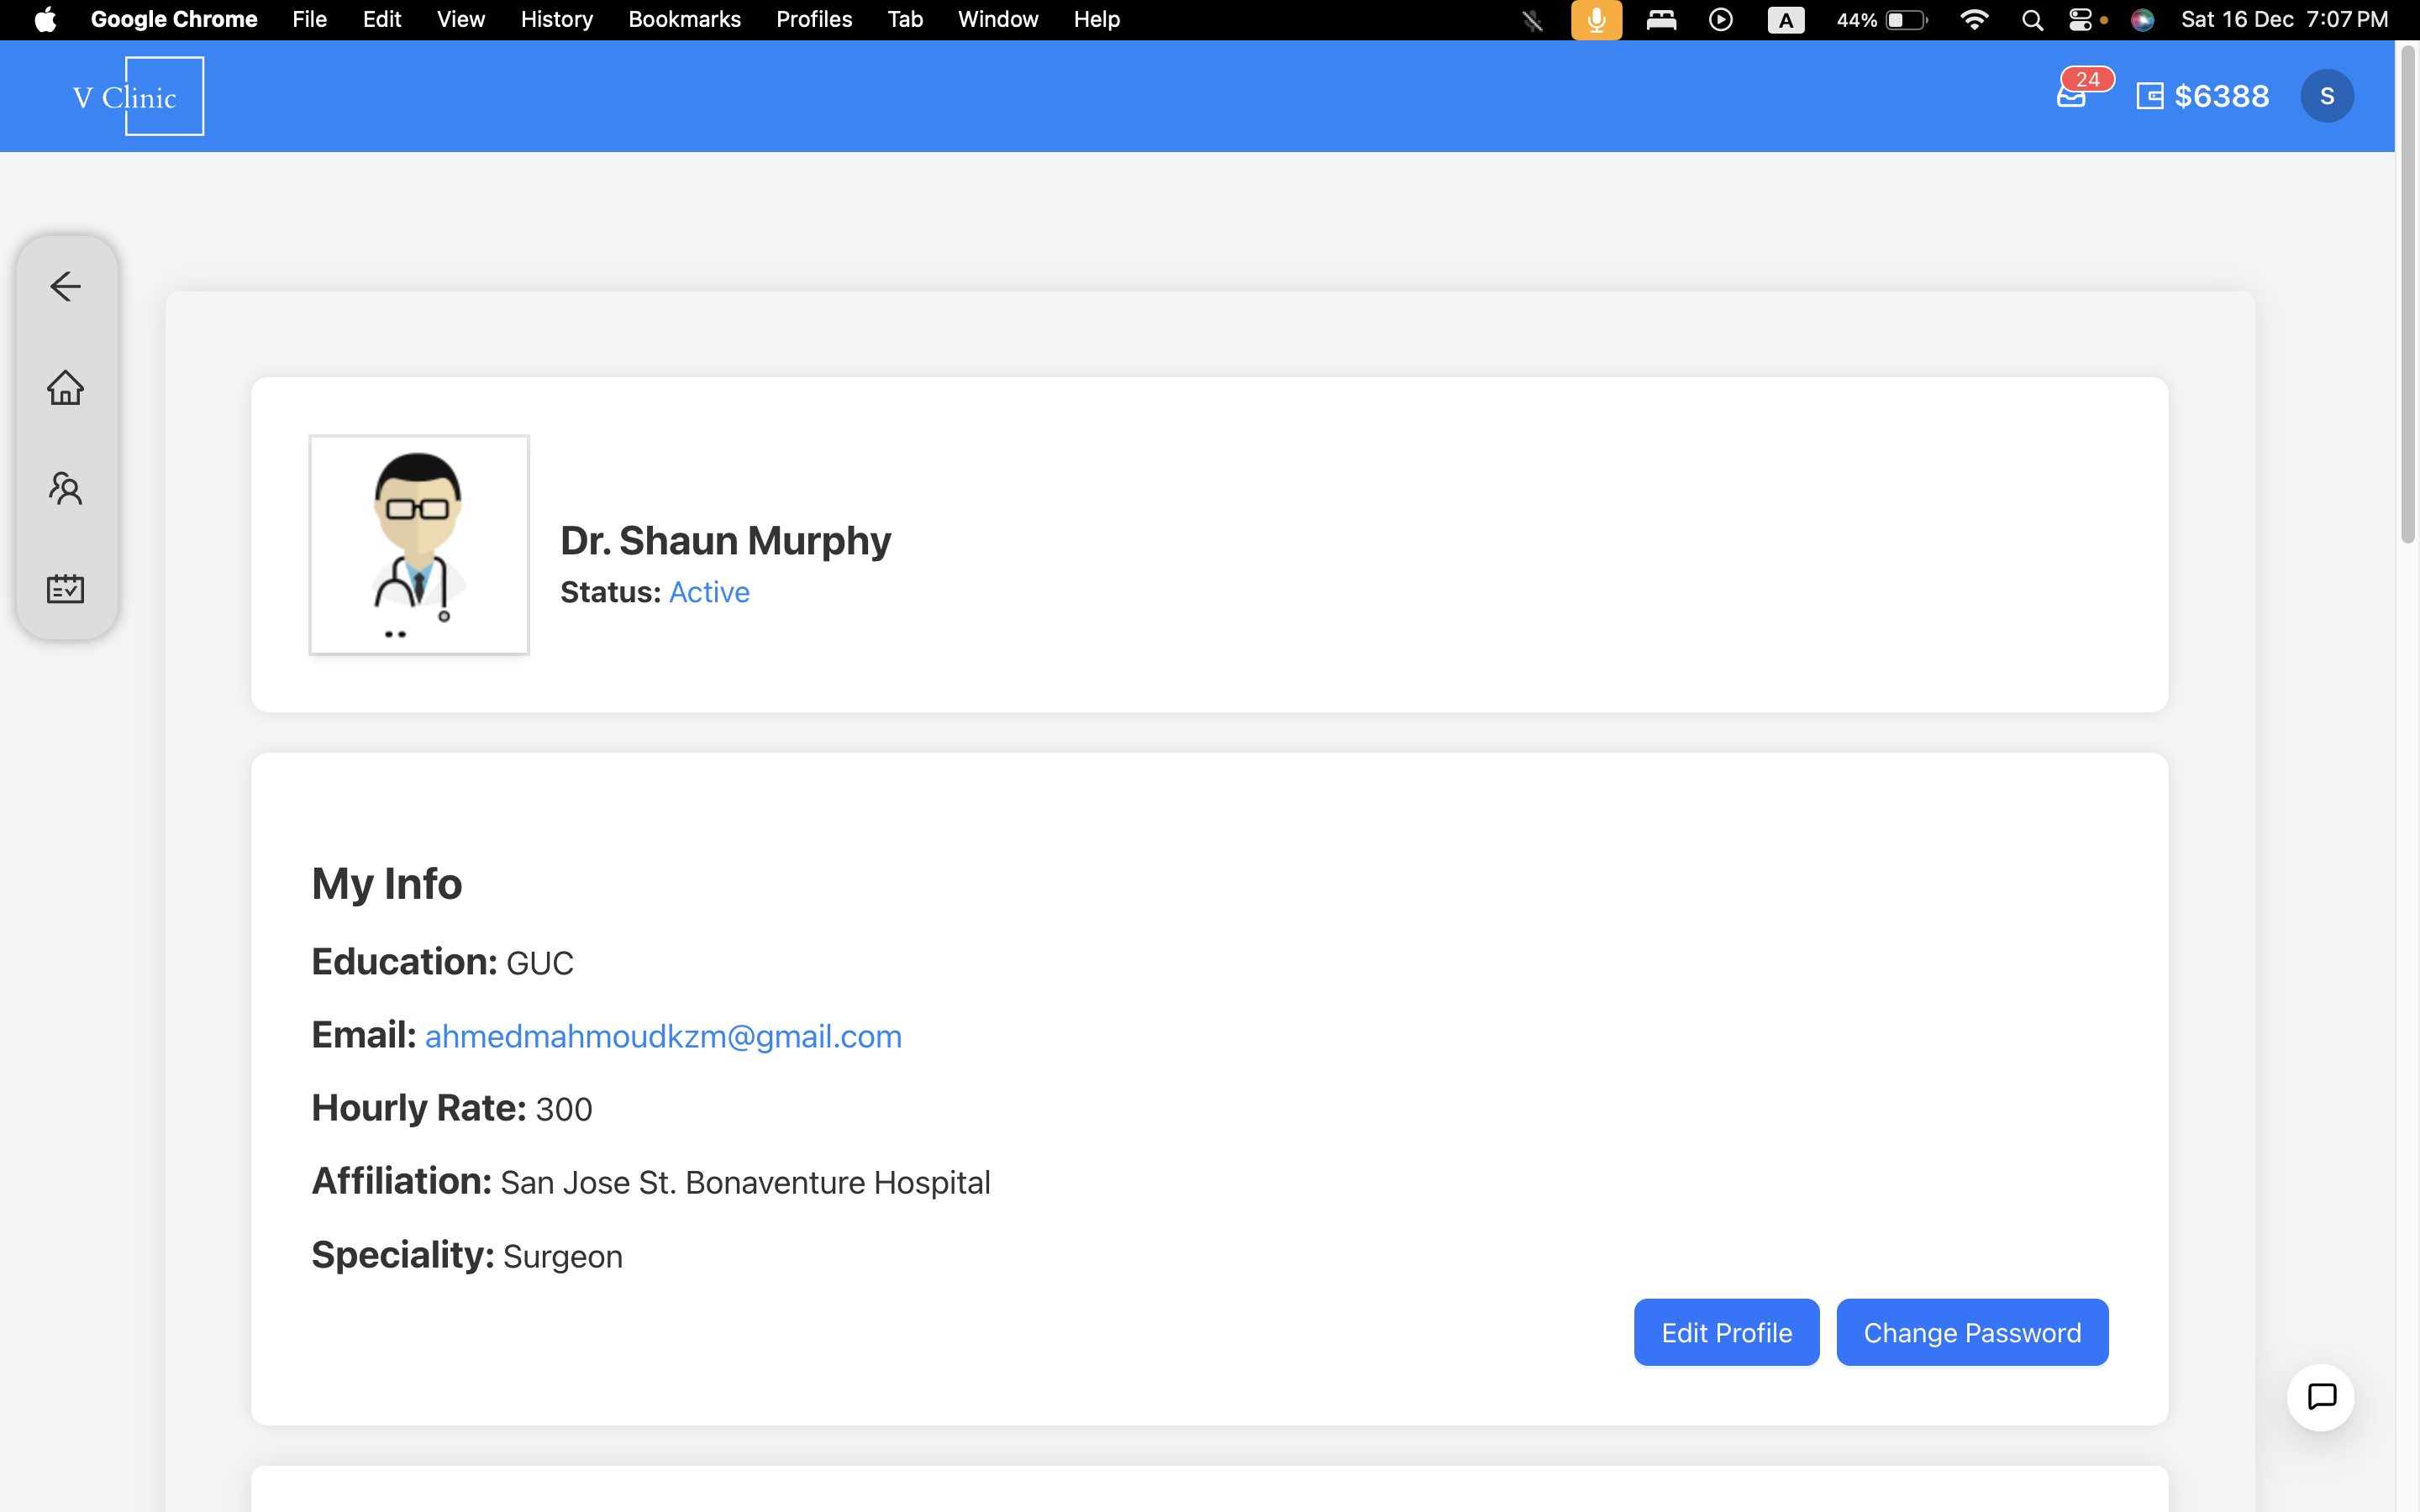 Google Chrome File Edit View History Bookmarks Profiles Tab Window Help A 44% Sat 16 Dec 7:07 PM
V Clinic 24 $6388 S
Dr. Shaun Murphy
Status: Active
My Info
Education: GUC
Email: ahmedmahmoudkzm@gmail.com
Hourly Rate: 300
Affiliation: San Jose St. Bonaventure Hospital
Speciality: Surgeon
Edit Profile Change Password